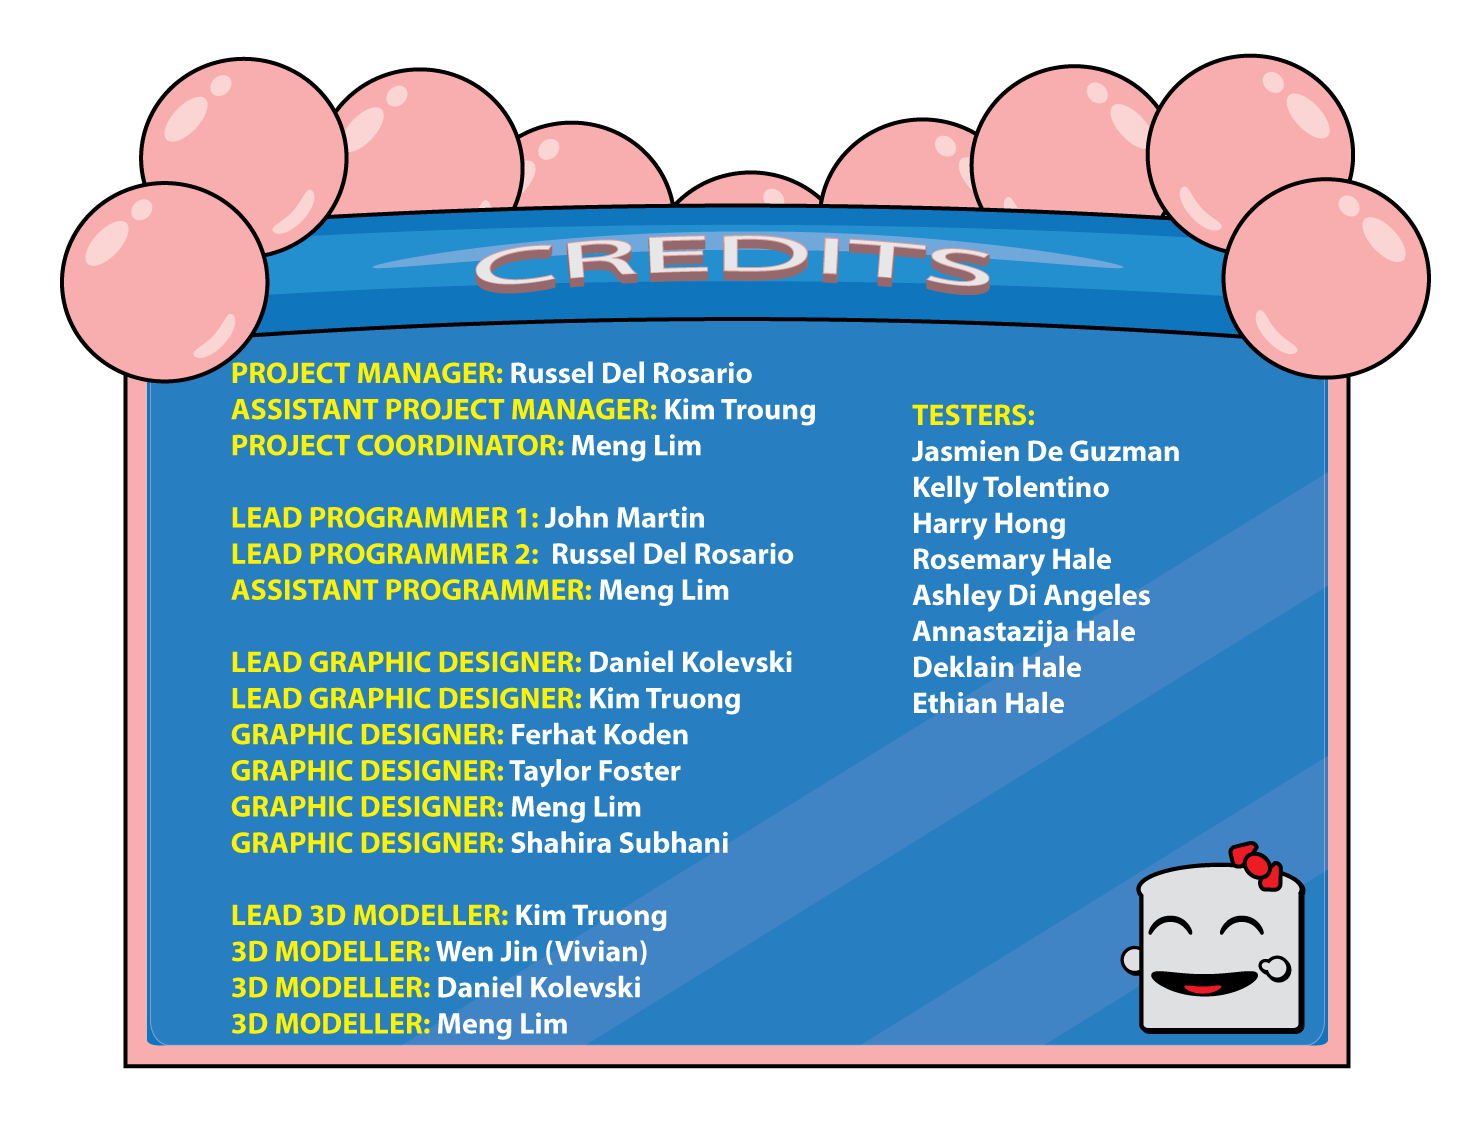 CREDITS
PROJECT MANAGER: Russel Del Rosario
ASSISTANT PROJECT MANAGER: Kim Troung
PROJECT COORDINATOR: Meng Lim
LEAD PROGRAMMER 1: John Martin
LEAD PROGRAMMER 2: Russel Del Rosario
ASSISTANT PROGRAMMER: Meng Lim
LEAD GRAPHIC DESIGNER: Daniel Kolevski
LEAD GRAPHIC DESIGNER: Kim Truong
GRAPHIC DESIGNER: Ferhat Koden
GRAPHIC DESIGNER: Taylor Foster
GRAPHIC DESIGNER: Meng Lim
GRAPHIC DESIGNER: Shahira Subhani
LEAD 3D MODELLER: Kim Truong
3D MODELLER: Wen Jin (Vivian)
3D MODELLER: Daniel Kolevski
3D MODELLER: Meng Lim
TESTERS:
Jasmien De Guzman
Kelly Tolentino
Harry Hong
Rosemary Hale
Ashley Di Angeles
Annastazija Hale
Deklain Hale
Ethian Hale